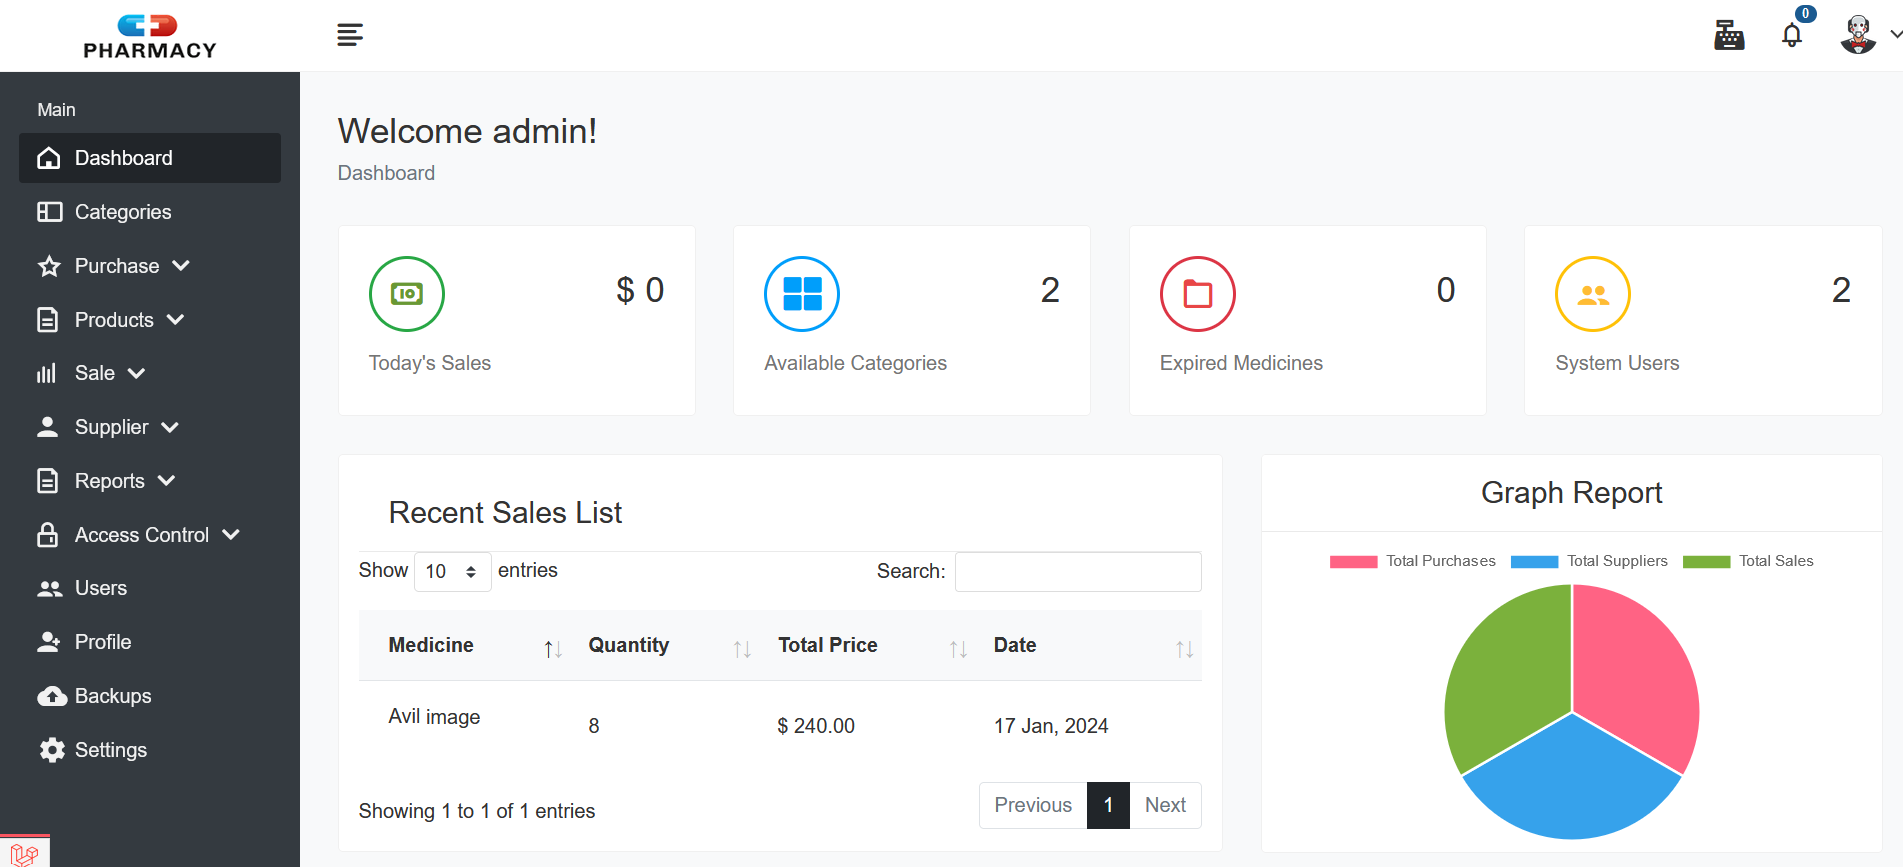 PHARMACY
0
Main
Dashboard
Categories
Purchase
Products
Sale
Supplier
Reports
Access Control
Users
Profile
Backups
Settings
Welcome admin!
Dashboard
$ 0
Today's Sales
2
Available Categories
0
Expired Medicines
2
System Users
Recent Sales List
Show 10 entries
Search:
Medicine Quantity Total Price Date
Avil image 8 $ 240.00 17 Jan, 2024
Showing 1 to 1 of 1 entries
Previous 1 Next
Graph Report
Total Purchases Total Suppliers Total Sales